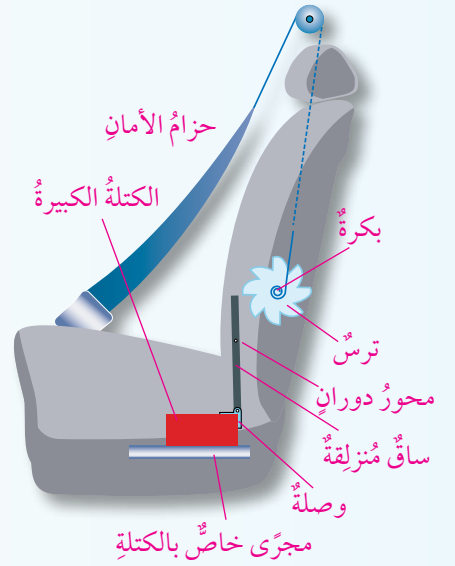 حزامُ الأمانِ
الكتلةُ الكبيرةُ
بكرةٌ
ترسٌ
محورُ دورانٍ
ساقٌ مُنزلِقةٌ
وصلةٌ
مجرًى خاصٌّ بالكتلةِ